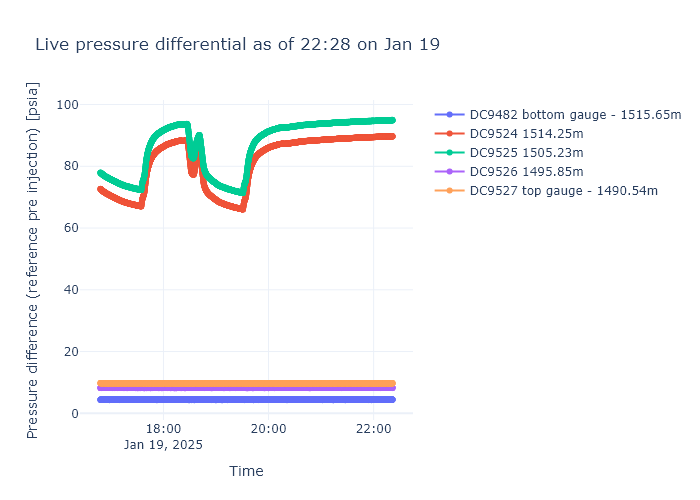 Live pressure differential as of 22:28 on Jan 19
Pressure difference (reference pre injection) [psia]
100
80
60
40
20
0
18:00
Jan 19, 2025
20:00
22:00
Time
DC9482 bottom gauge - 1515.65m
DC9524 1514.25m
DC9525 1505.23m
DC9526 1495.85m
DC9527 top gauge - 1490.54m